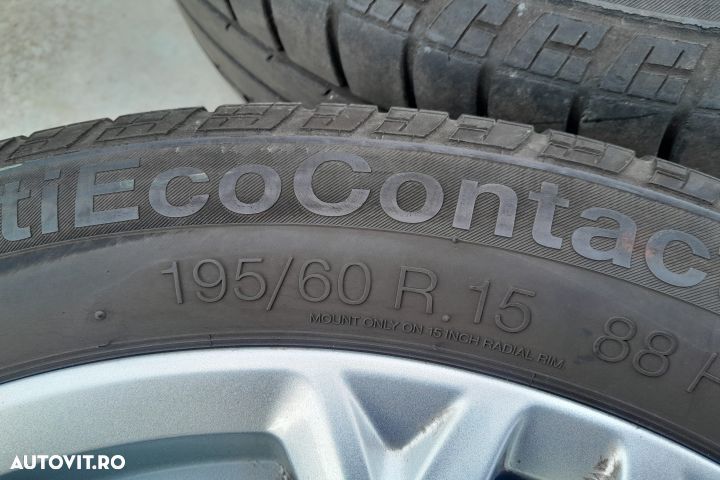 tiEcoContac
195/60 R.15 88 H
MOUNT ONLY ON 15 INCH RADIAL RIM
AUTOVIT.RO